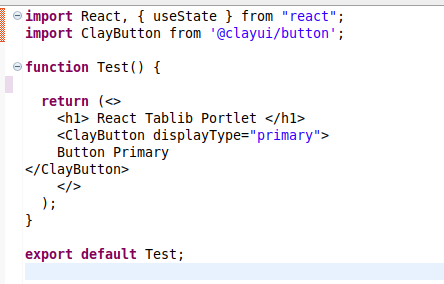 import React, { useState } from "react";
import ClayButton from '@clayui/button';
function Test() {
return (<>
<h1> React Tablib Portlet </h1>
<ClayButton displayType="primary">
Button Primary
</ClayButton>
</>
);
}
export default Test;